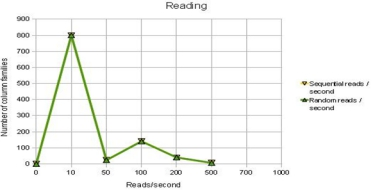 Reading
900
800
700
600
500
400
300
200
100
0
Number of column families
0 10 50 100 200 500 700 1000
Reads/second
Sequential reads /
second
Random reads /
second